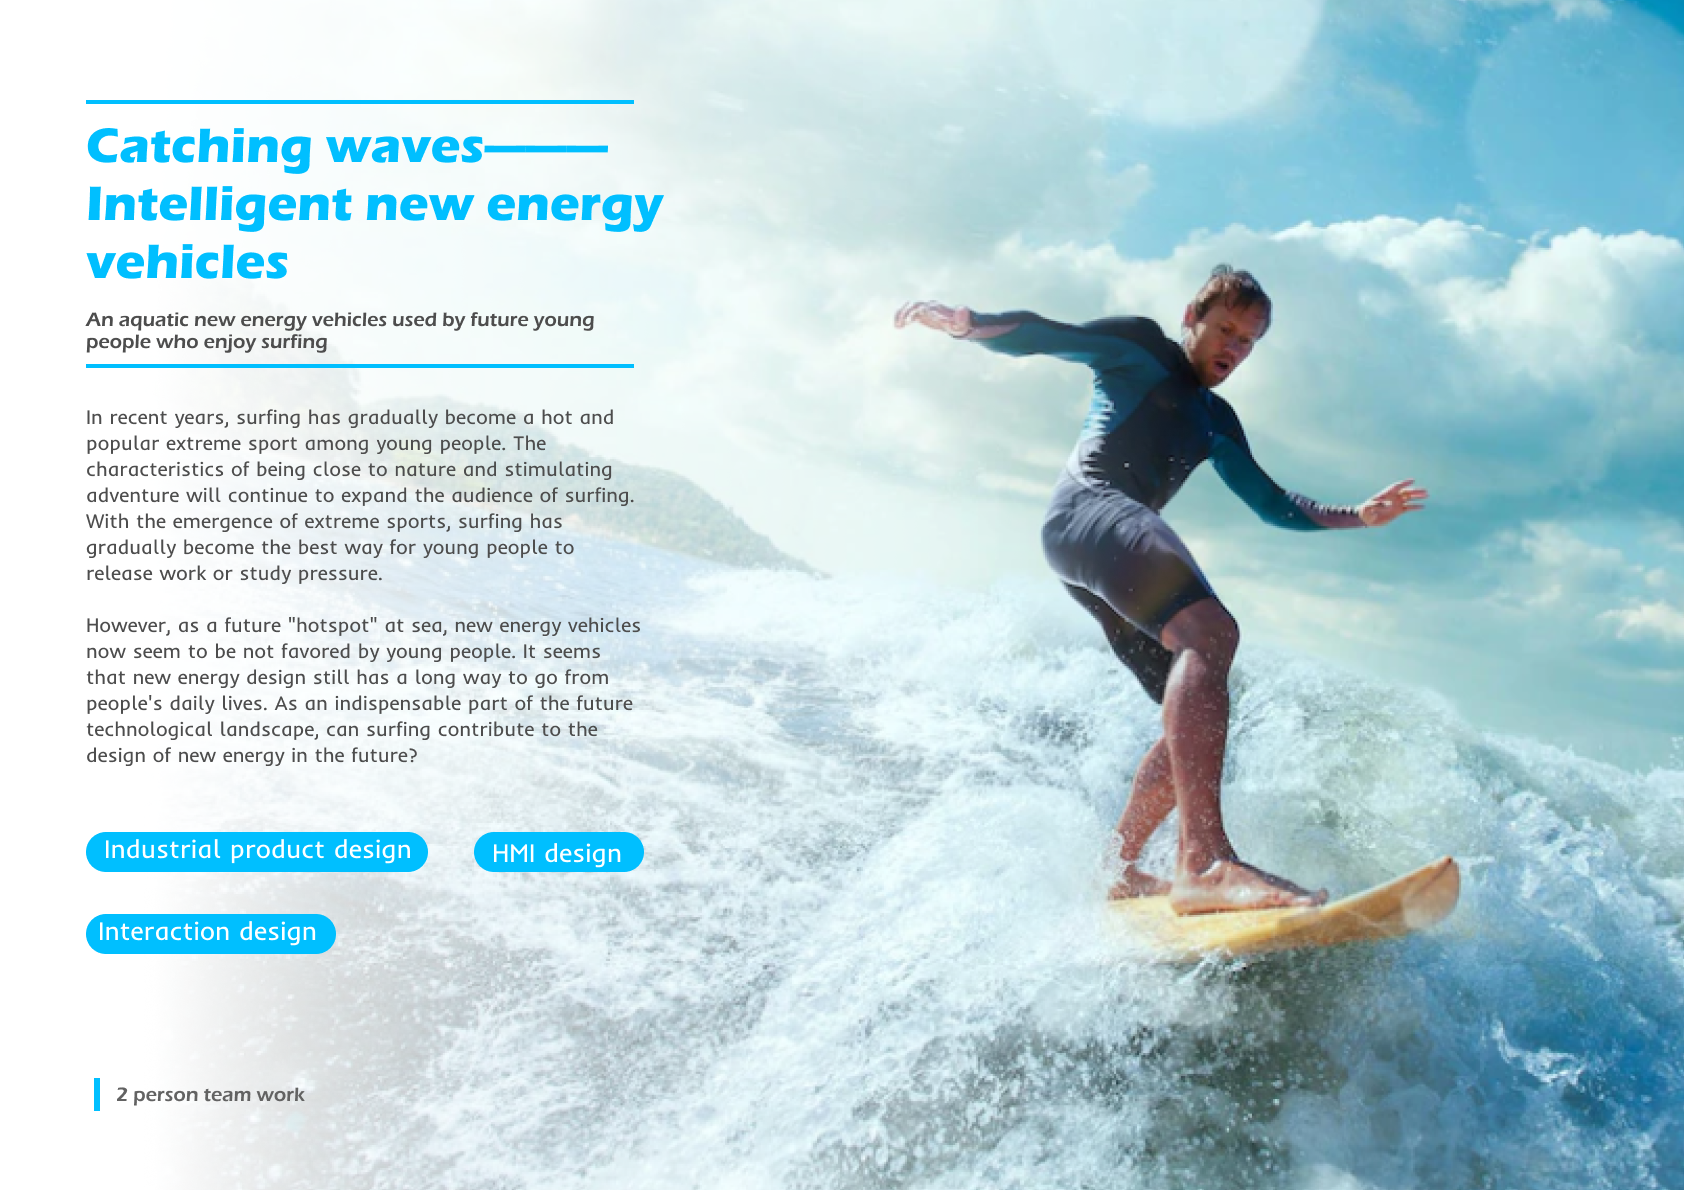 Catching waves———
Intelligent new energy
vehicles
An aquatic new energy vehicles used by future young
people who enjoy surfing
In recent years, surfing has gradually become a hot and
popular extreme sport among young people. The
characteristics of being close to nature and stimulating
adventure will continue to expand the audience of surfing.
With the emergence of extreme sports, surfing has
gradually become the best way for young people to
release work or study pressure.
However, as a future "hotspot" at sea, new energy vehicles
now seem to be not favored by young people. It seems
that new energy design still has a long way to go from
people's daily lives. As an indispensable part of the future
technological landscape, can surfing contribute to the
design of new energy in the future?
Industrial product design
HMI design
Interaction design
2 person team work